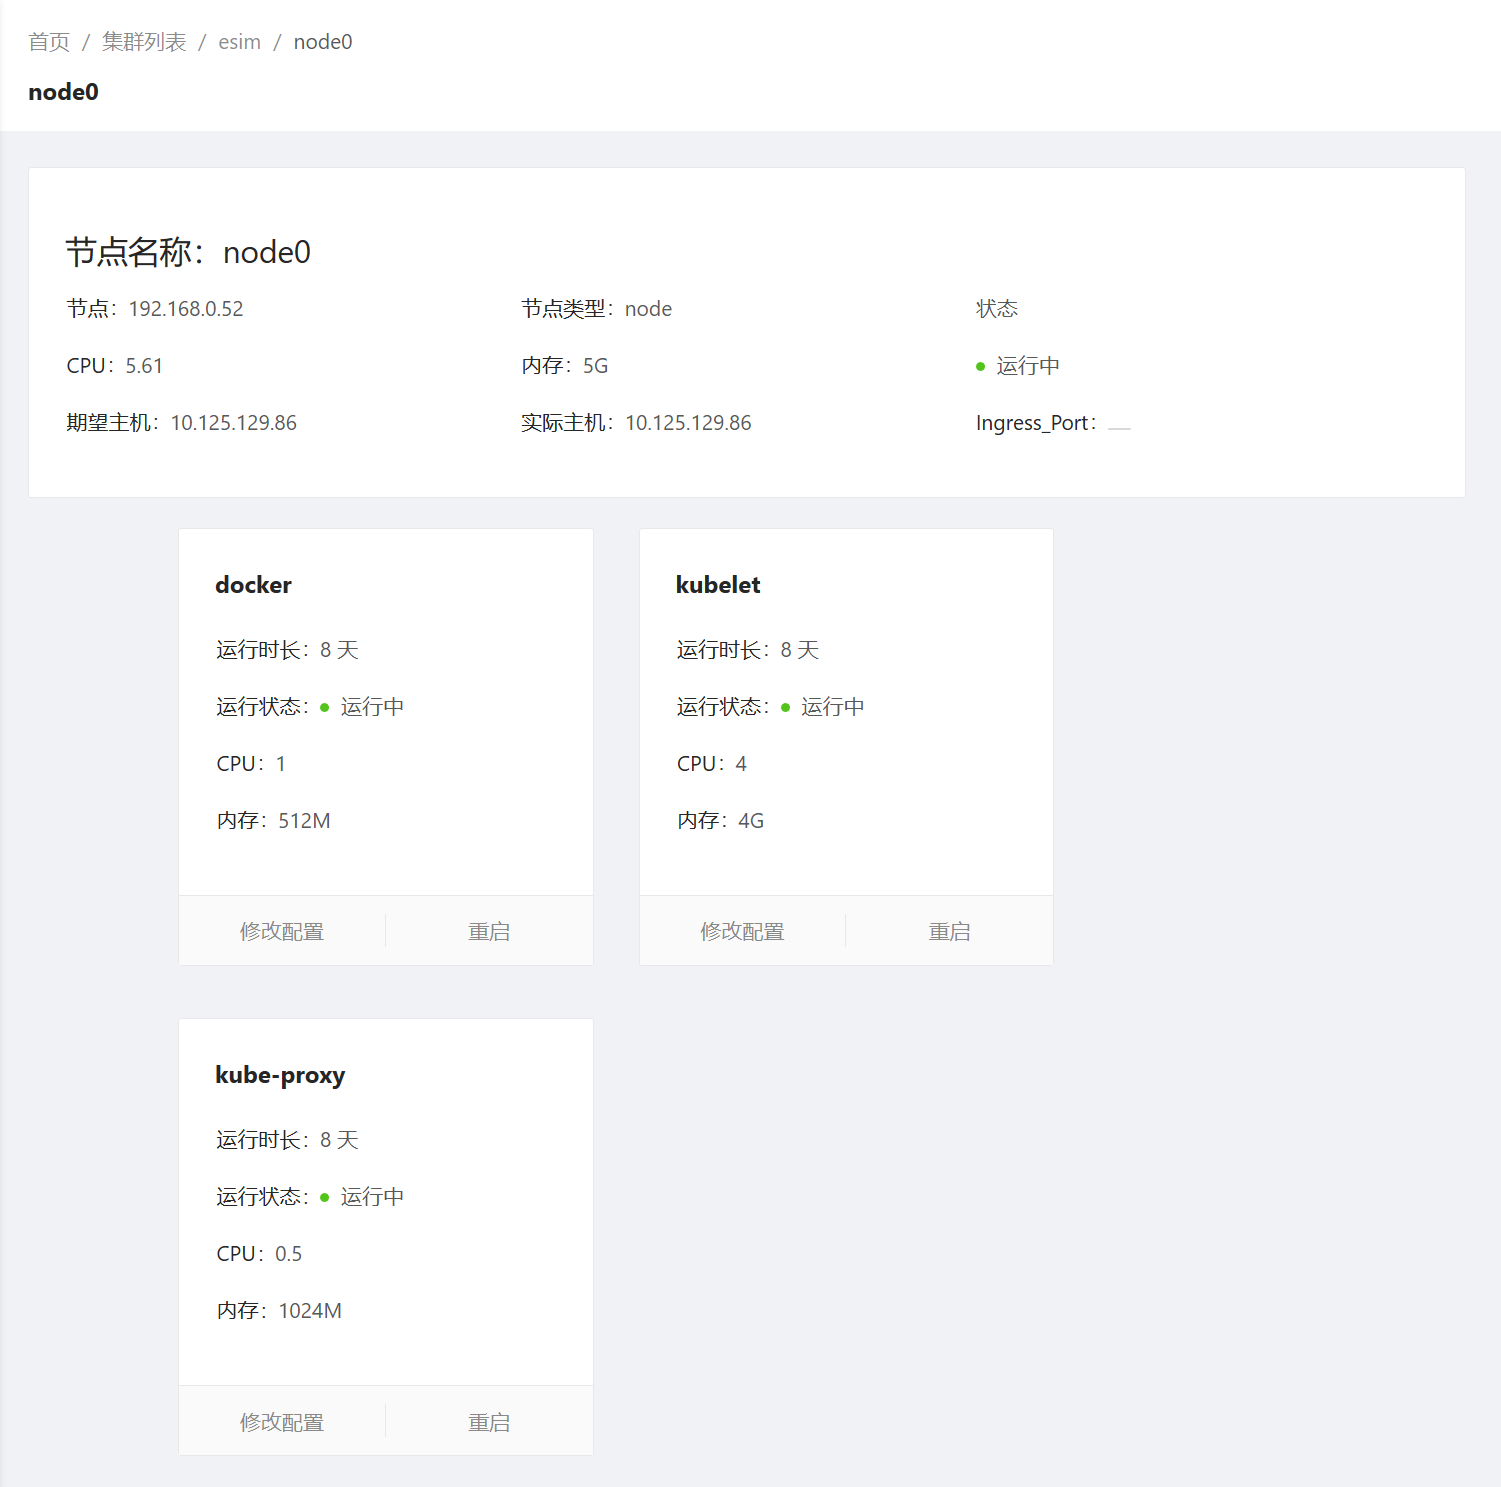 首页 / 集群列表 / esim / node0
node0
节点名称：node0
节点：192.168.0.52 节点类型：node 状态
CPU：5.61 内存：5G 运行中
期望主机：10.125.129.86 实际主机：10.125.129.86 Ingress_Port：
docker
运行时长：8 天
运行状态：运行中
CPU：1
内存：512M
修改配置 重启
kubelet
运行时长：8 天
运行状态：运行中
CPU：4
内存：4G
修改配置 重启
kube-proxy
运行时长：8 天
运行状态：运行中
CPU：0.5
内存：1024M
修改配置 重启